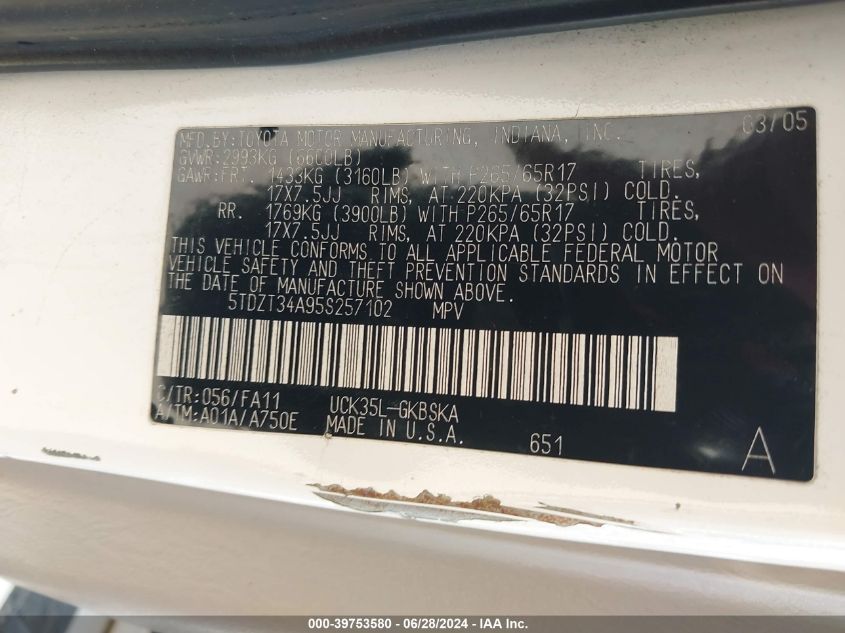 MFD.BY:TOYOTA MOTOR MANUFACTURING, INDIANA, INC. 03/05
GVWR:2993KG (6600LB)
GAWR:FRT. 1433KG (3160LB) WITH P265/65R17 TIRES,
17X7.5JJ RIMS, AT 220KPA (32PSI) COLD.
RR. 1769KG (3900LB) WITH P265/65R17 TIRES,
17X7.5JJ RIMS, AT 220KPA (32PSI) COLD.
THIS VEHICLE CONFORMS TO ALL APPLICABLE FEDERAL MOTOR
VEHICLE SAFETY AND THEFT PREVENTION STANDARDS IN EFFECT ON
THE DATE OF MANUFACTURE SHOWN ABOVE.
5TDZT34A95S257102 MPV
C/TR:056/FA11 UCK35L-GKBSKA
A/TM:A01A/A750E MADE IN U.S.A.
651 A
000-39753580 - 06/28/2024 - IAA Inc.